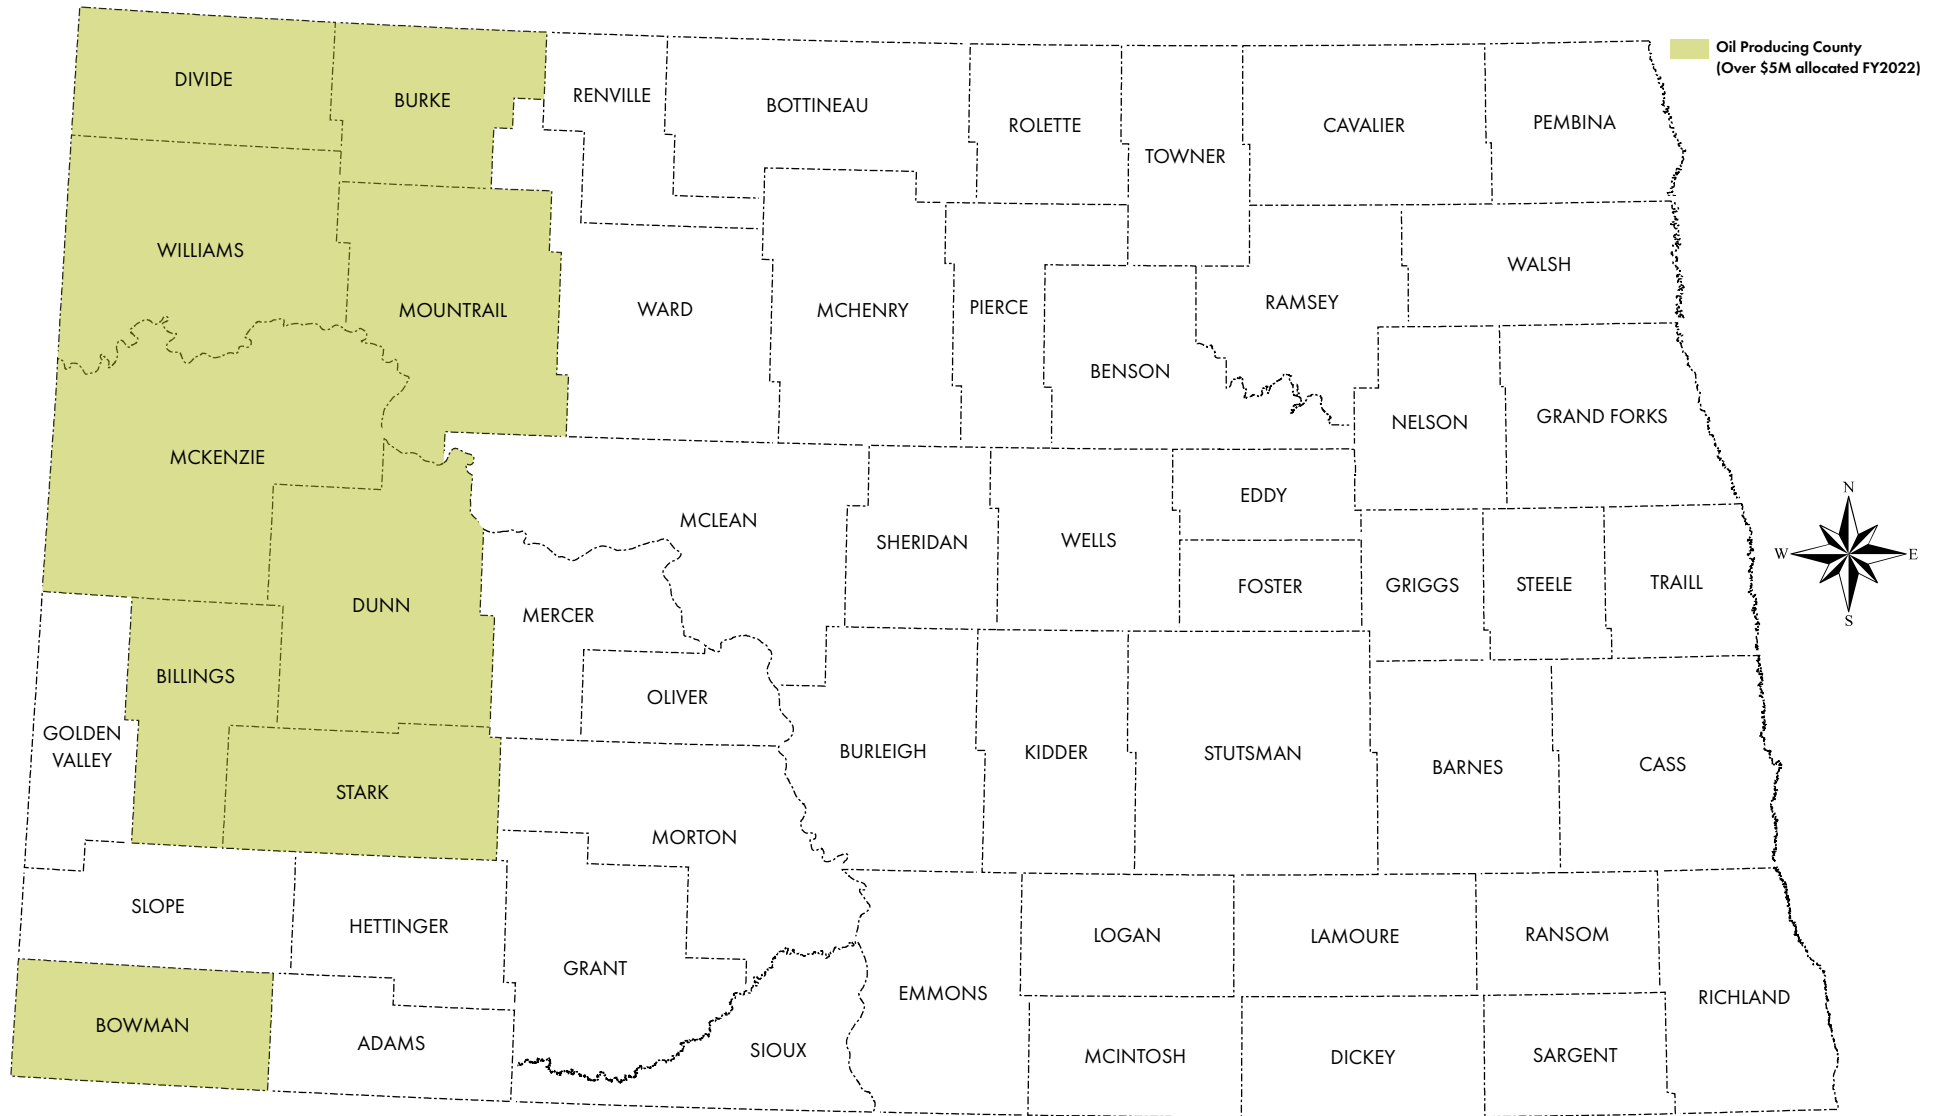 Oil Producing County
(Over $5M allocated FY2022)
DIVIDE
BURKE
RENVILLE
BOTTINEAU
ROLETTE
TOWNER
CAVALIER
PEMBINA
WILLIAMS
MOUNTRAIL
WARD
MCHENRY
PIERCE
BENSON
RAMSEY
WALSH
MCKENZIE
NELSON
GRAND FORKS
MCLEAN
SHERIDAN
WELLS
EDDY
FOSTER
GRIGGS
STEELE
TRAILL
N
W
E
S
DUNN
MERCER
BILLINGS
OLIVER
GOLDEN
VALLEY
STARK
BURLEIGH
KIDDER
STUTSMAN
BARNES
CASS
MORTON
SLOPE
HETTINGER
GRANT
EMMONS
LOGAN
LAMOURE
RANSOM
RICHLAND
BOWMAN
ADAMS
SIOUX
MCINTOSH
DICKEY
SARGENT